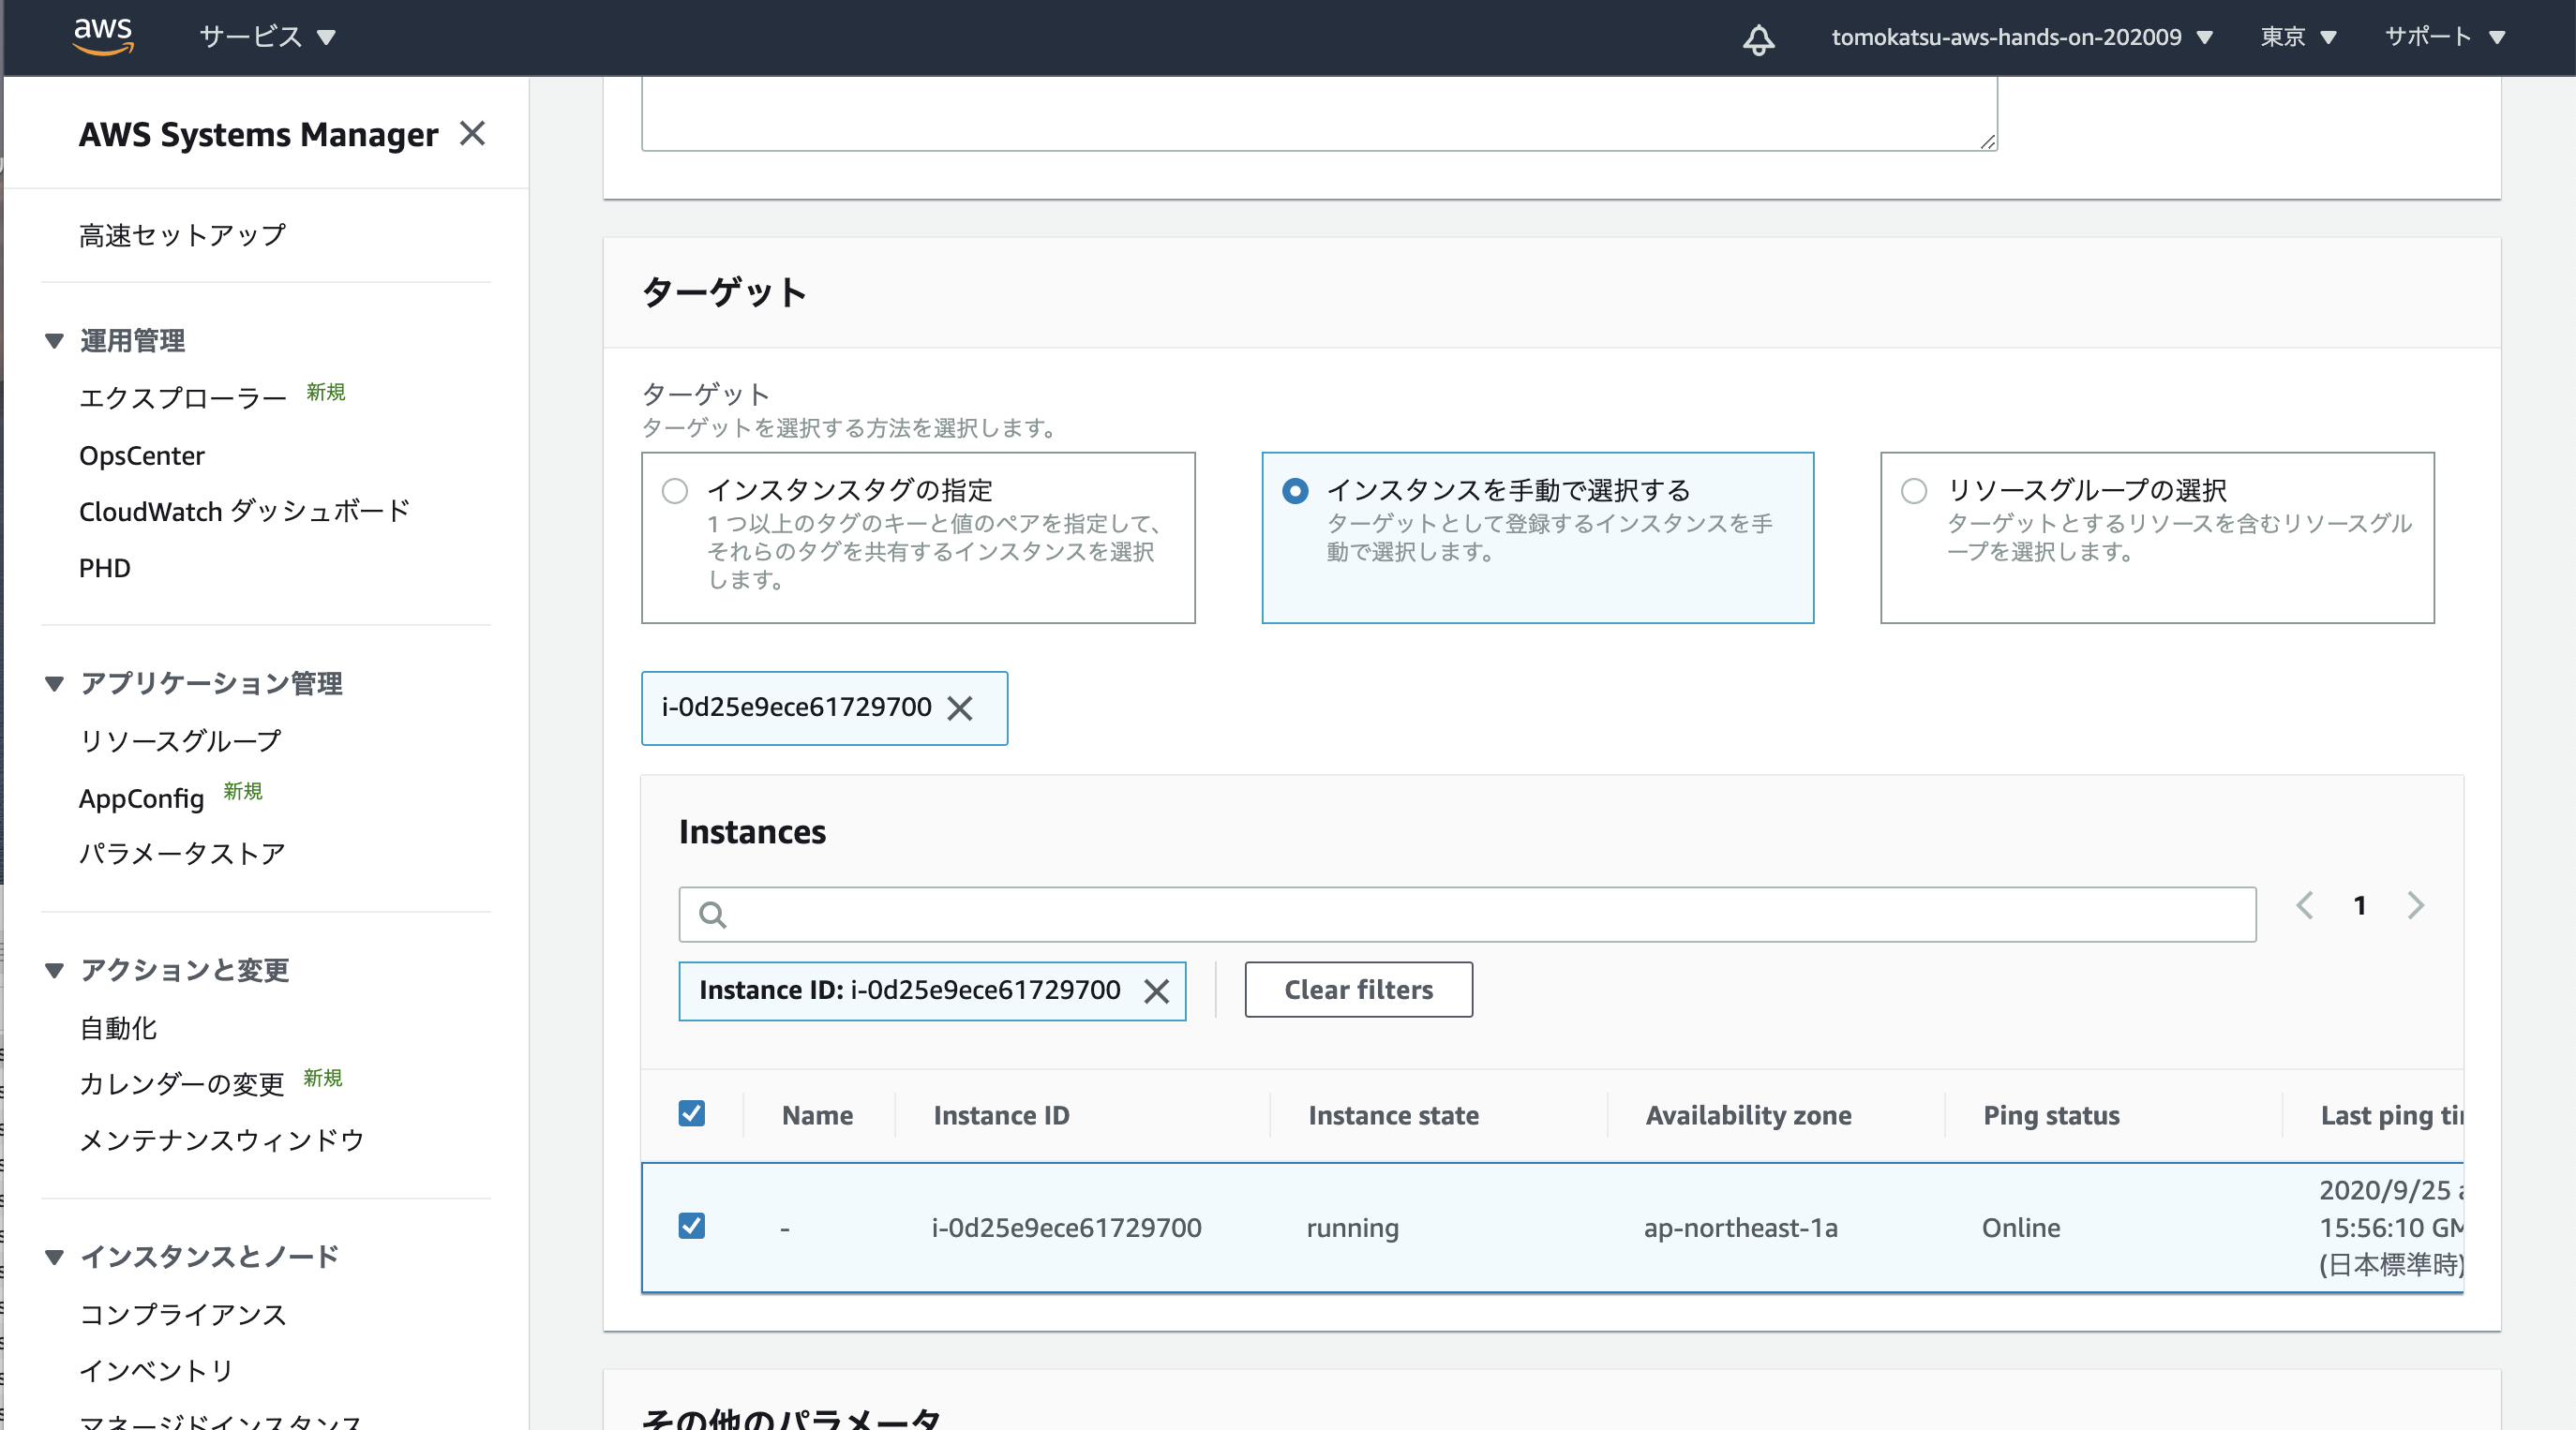 aws
サービス
tomokatsu-aws-hands-on-202009
東京
サポート
AWS Systems Manager
高速セットアップ
運用管理
エクスプローラー 新規
OpsCenter
CloudWatch ダッシュボード
PHD
アプリケーション管理
リソースグループ
AppConfig 新規
パラメータストア
アクションと変更
自動化
カレンダーの変更 新規
メンテナンスウィンドウ
インスタンスとノード
コンプライアンス
インベントリ
マネージドインスタンス
ターゲット
ターゲット
ターゲットを選択する方法を選択します。
インスタンスタグの指定
1 つ以上のタグのキーと値のペアを指定して、
それらのタグを共有するインスタンスを選択
します。
インスタンスを手動で選択する
ターゲットとして登録するインスタンスを手
動で選択します。
リソースグループの選択
ターゲットとするリソースを含むリソースグル
ープを選択します。
i-0d25e9ece61729700
Instances
1
Instance ID: i-0d25e9ece61729700
Clear filters
Name Instance ID Instance state Availability zone Ping status Last ping
- i-0d25e9ece61729700 running ap-northeast-1a Online
2020/9/25
15:56:10
(日本標準時)
その他のパラメータ